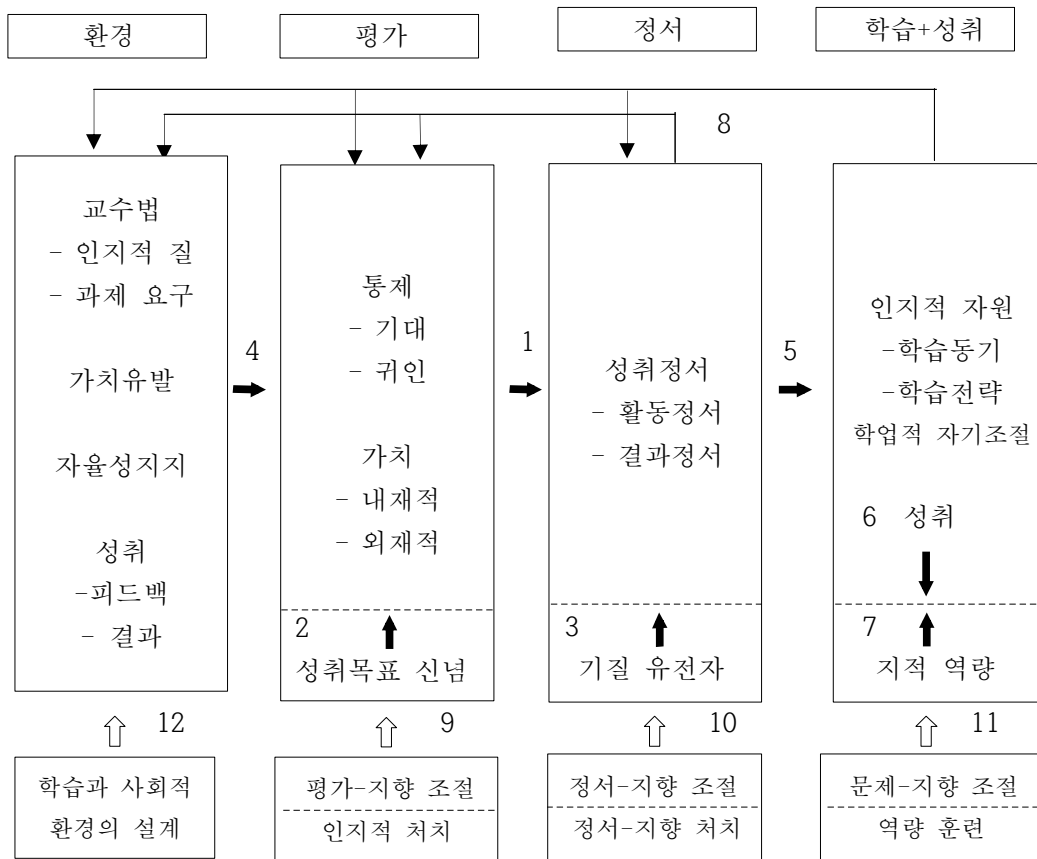 환경
평가
정서
학습+성취
8
교수법
- 인지적 질
- 과제 요구
가치유발
자율성지지
성취
-피드백
- 결과
4
통제
- 기대
- 귀인
가치
- 내재적
- 외재적
2
성취목표 신념
1
성취정서
- 활동정서
- 결과정서
3
기질 유전자
5
인지적 자원
-학습동기
-학습전략
학업적 자기조절
6 성취
7
지적 역량
12
9
10
11
학습과 사회적
환경의 설계
평가-지향 조절
인지적 처치
정서-지향 조절
정서-지향 처치
문제-지향 조절
역량 훈련